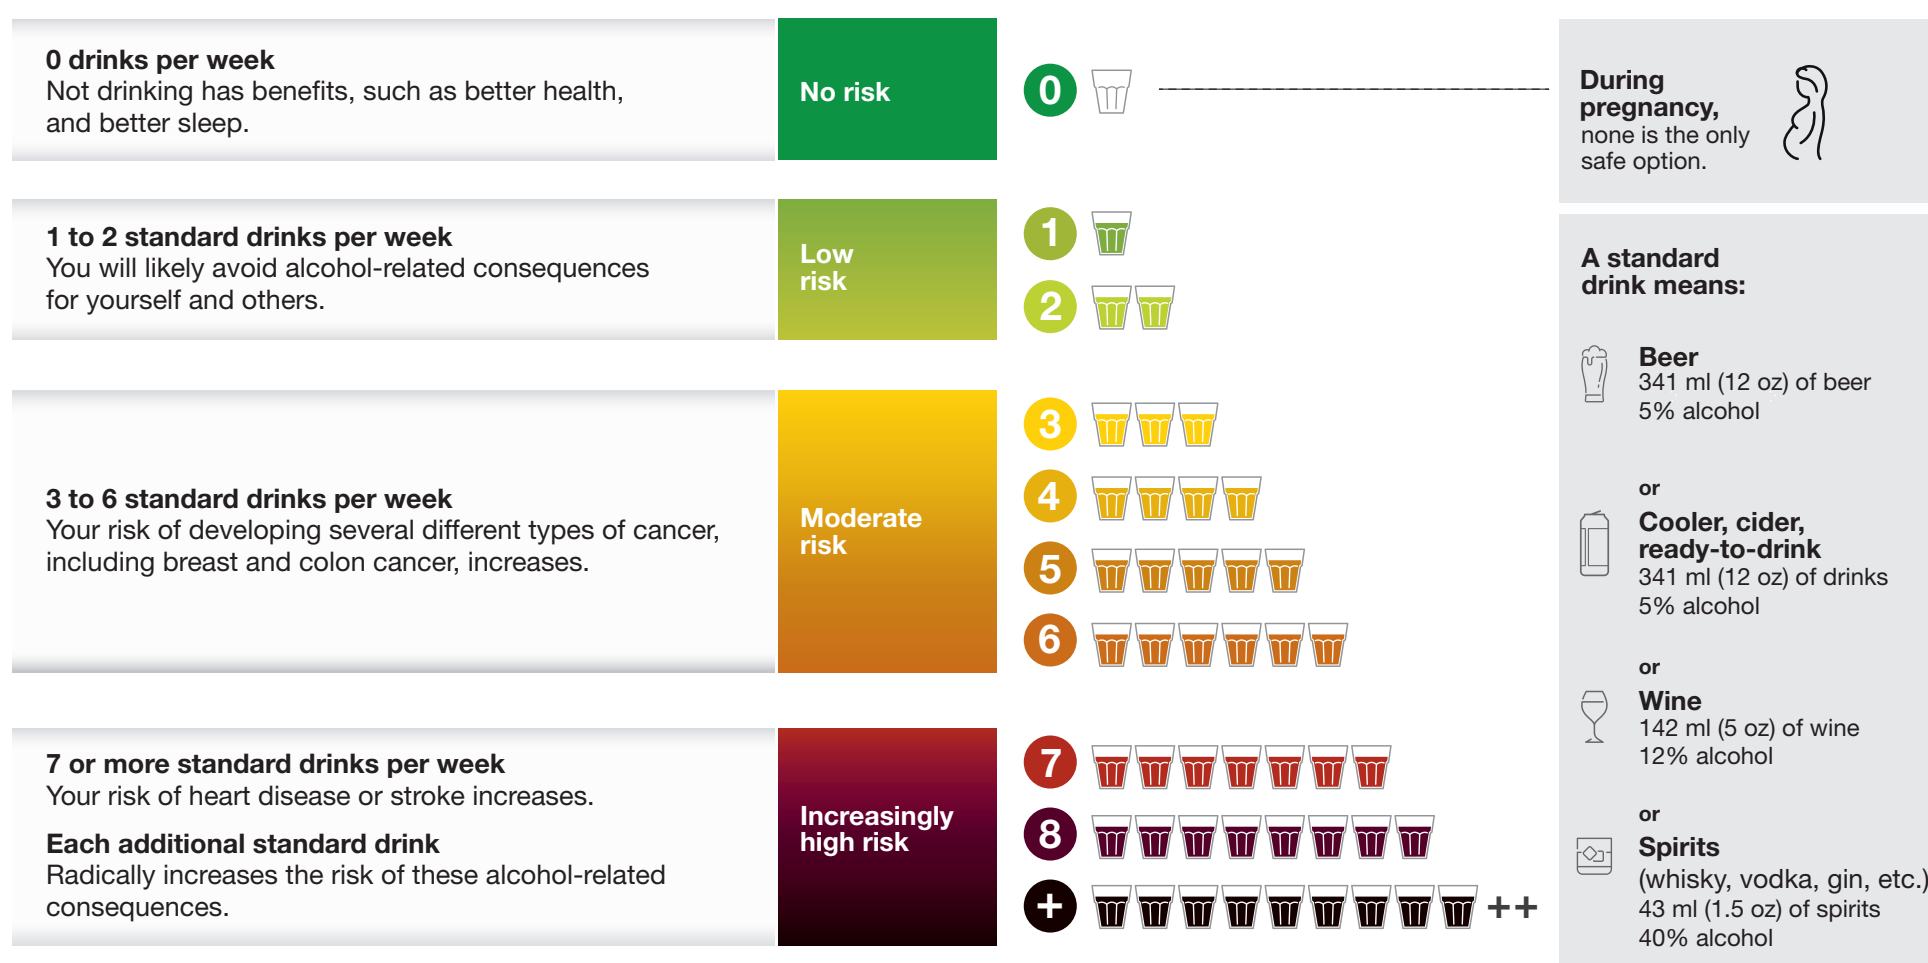 0 drinks per week
Not drinking has benefits, such as better health,
and better sleep.
No risk
0
During
pregnancy,
none is the only
safe option.
1 to 2 standard drinks per week
You will likely avoid alcohol-related consequences
for yourself and others.
Low
risk
1
2
3 to 6 standard drinks per week
Your risk of developing several different types of cancer,
including breast and colon cancer, increases.
Moderate
risk
3
4
5
6
7 or more standard drinks per week
Your risk of heart disease or stroke increases.
Each additional standard drink
Radically increases the risk of these alcohol-related
consequences.
Increasingly
high risk
7
8
+
++
A standard
drink means:
Beer
341 ml (12 oz) of beer
5% alcohol
or
Cooler, cider,
ready-to-drink
341 ml (12 oz) of drinks
5% alcohol
or
Wine
142 ml (5 oz) of wine
12% alcohol
or
Spirits
(whisky, vodka, gin, etc.)
43 ml (1.5 oz) of spirits
40% alcohol